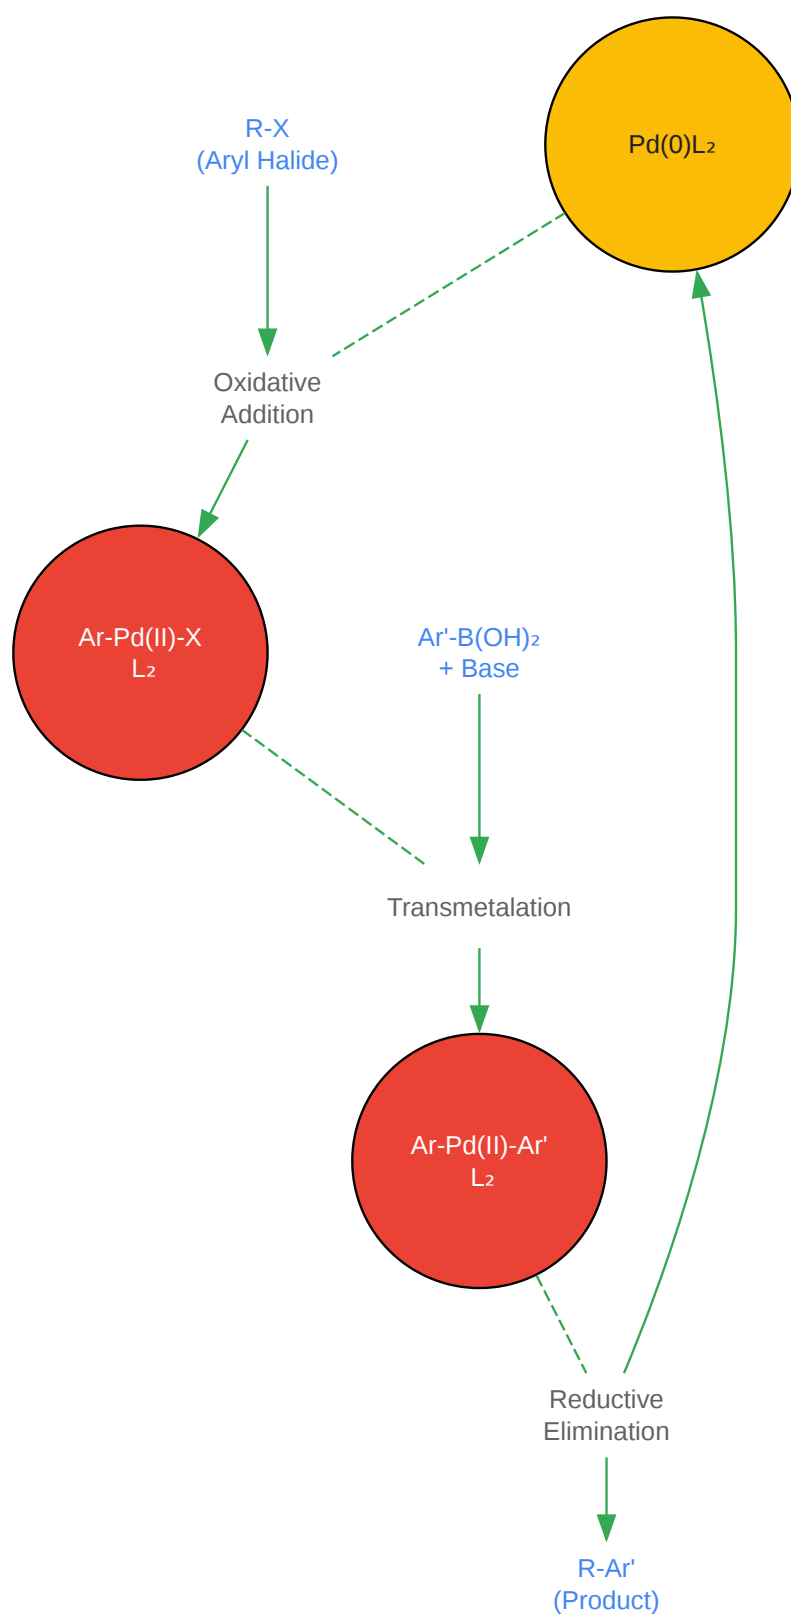 R-X
(Aryl Halide)
Pd(0)L₂
Oxidative
Addition
Ar-Pd(II)-X
L₂
Ar'-B(OH)₂
+ Base
Transmetalation
Ar-Pd(II)-Ar'
L₂
Reductive
Elimination
R-Ar'
(Product)